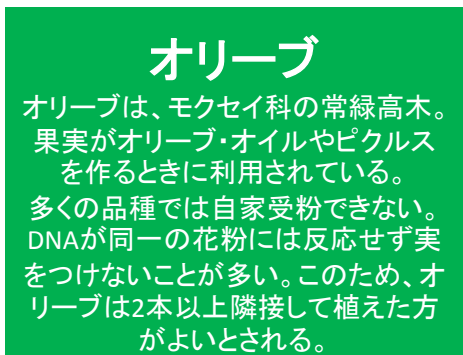 オリーブ
オリーブは、モクセイ科の常緑高木。
果実がオリーブ・オイルやピクルス
を作るときに利用されている。
多くの品種では自家受粉できない。
DNAが同一の花粉には反応せず実
をつけないことが多い。このため、オ
リーブは2本以上隣接して植えた方
がよいとされる。